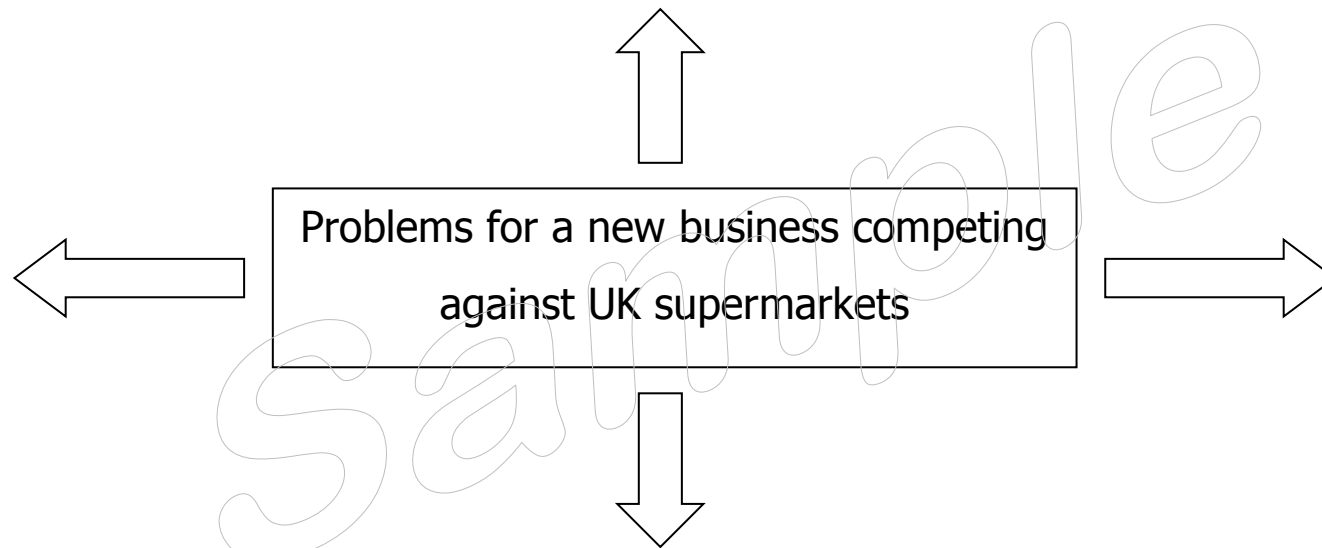 Problems for a new business competing
against UK supermarkets
Sample